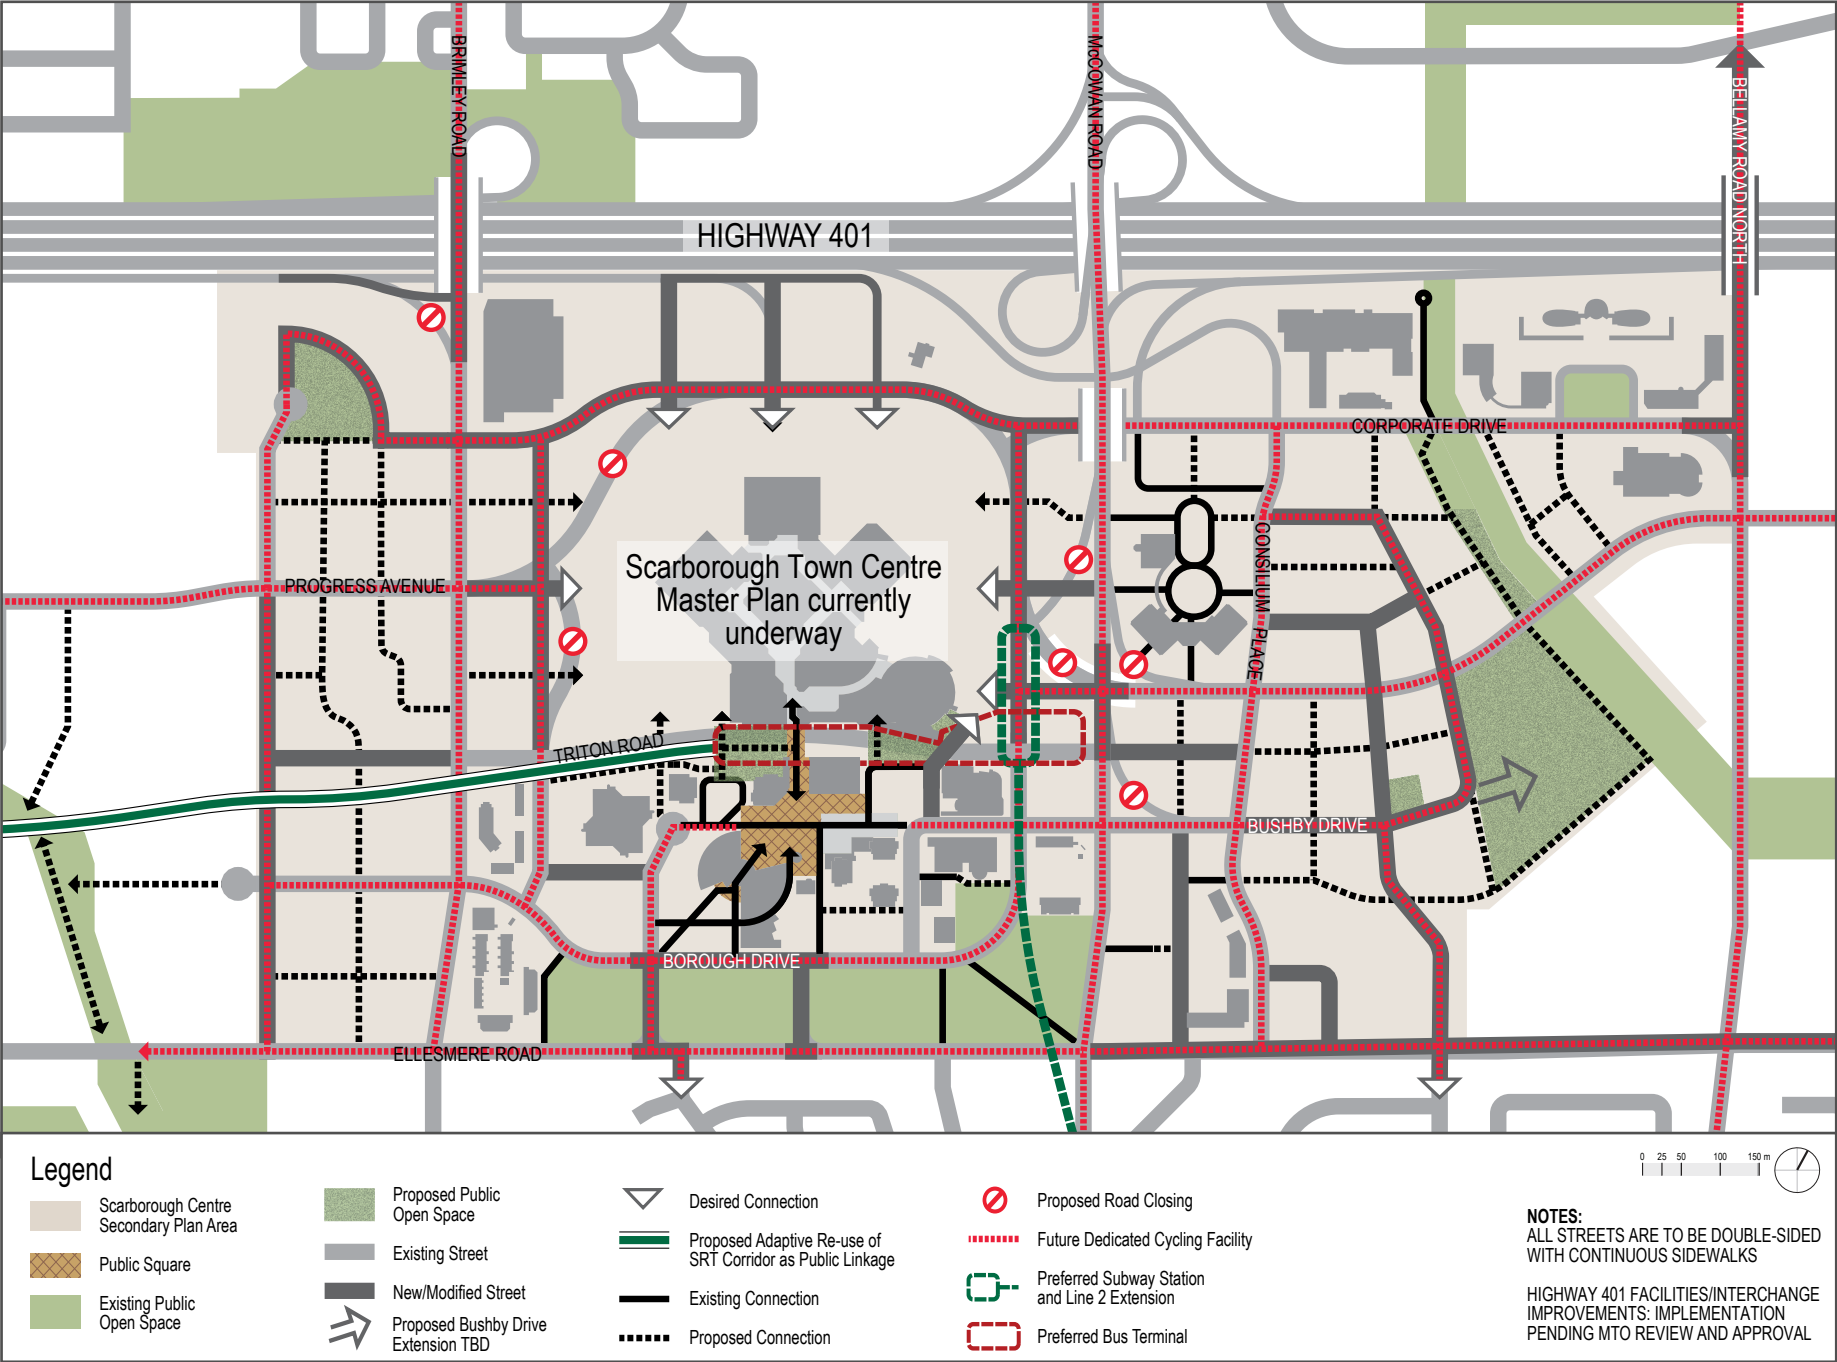 BRIMLEY ROAD
McCOWAN ROAD
BELLAMY ROAD NORTH
HIGHWAY 401
CORPORATE DRIVE
CONSILIUM PLACE
Scarborough Town Centre
Master Plan currently
underway
PROGRESS AVENUE
TRITON ROAD
BUSHBY DRIVE
BOROUGH DRIVE
ELLESMERE ROAD
Legend
Scarborough Centre
Secondary Plan Area
Public Square
Existing Public
Open Space
Proposed Public
Open Space
Existing Street
New/Modified Street
Proposed Bushby Drive
Extension TBD
Desired Connection
Proposed Adaptive Re-use of
SRT Corridor as Public Linkage
Existing Connection
Proposed Connection
Proposed Road Closing
Future Dedicated Cycling Facility
Preferred Subway Station
and Line 2 Extension
Preferred Bus Terminal
0 25 50 100 150 m
NOTES:
ALL STREETS ARE TO BE DOUBLE-SIDED
WITH CONTINUOUS SIDEWALKS
HIGHWAY 401 FACILITIES/INTERCHANGE
IMPROVEMENTS: IMPLEMENTATION
PENDING MTO REVIEW AND APPROVAL